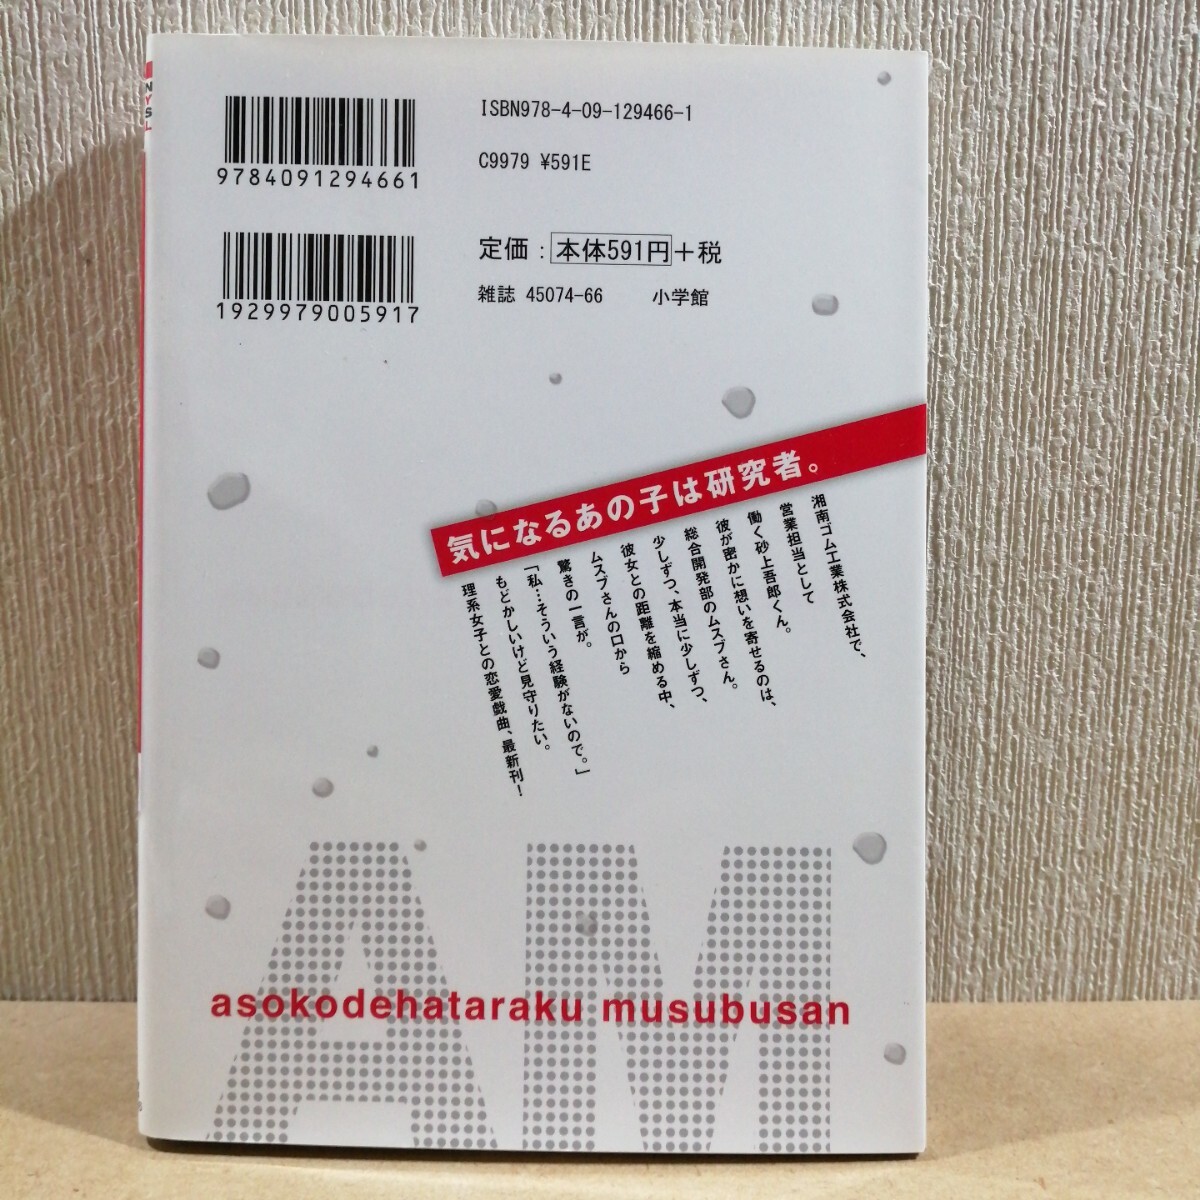 NYSL
ISBN978-4-09-129466-1
9784091294661
C9979 ¥591E
定価：本体591円＋税
1929979005917
雑誌 45074-66 小学館
気になるあの子は研究者。
湘南ゴム工業株式会社で、
営業担当として
働く砂上吾郎くん。
彼が密かに想いを寄せるのは、
総合開発部のムスブさん。
少しずつ、本当に少しずつ、
彼女との距離を縮める中、
ムスブさんの口から
驚きの一言が。
「私…そういう経験がないので。」
もどかしいけど見守りたい。
理系女子との恋愛戯曲、最新刊！
AM
asokodehataraku musubusan